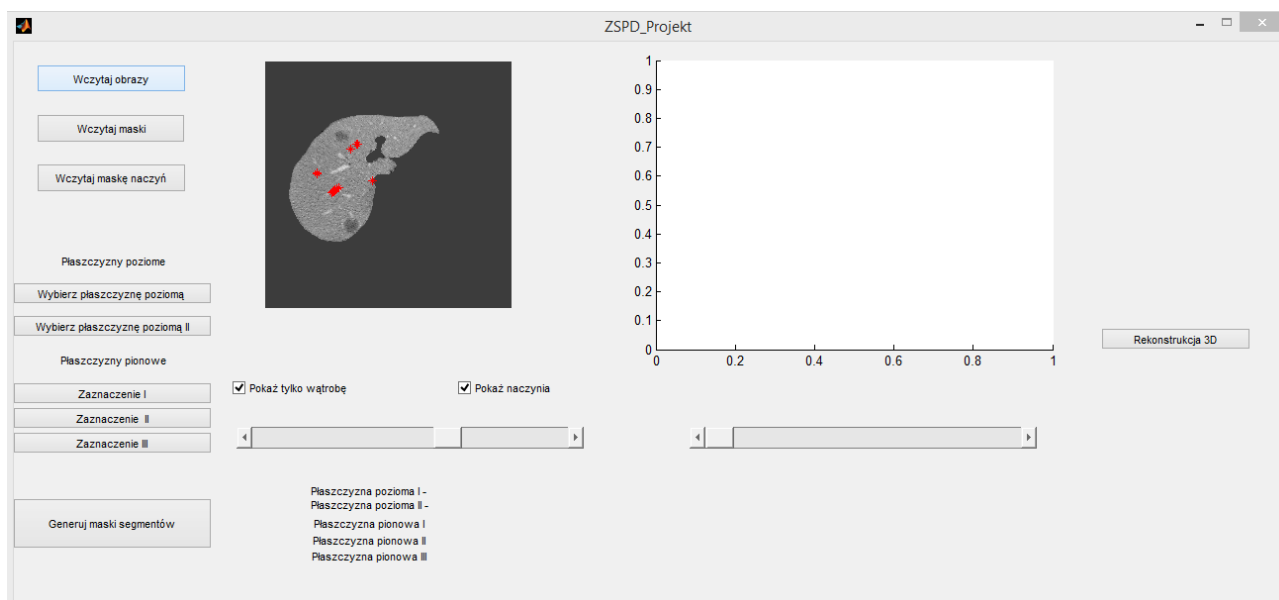 ZSPD_Projekt
Wczytaj obrazy
Wczytaj maski
Wczytaj maskę naczyń
Płaszczyzny poziome
Wybierz płaszczyznę poziomą
Wybierz płaszczyznę poziomą II
Płaszczyzny pionowe
Zaznaczenie I
Zaznaczenie II
Zaznaczenie III
Generuj maski segmentów
Pokaż tylko wątrobę
Pokaż naczynia
Płaszczyzna pozioma I -
Płaszczyzna pozioma II -
Płaszczyzna pionowa I
Płaszczyzna pionowa II
Płaszczyzna pionowa III
1
0.9
0.8
0.7
0.6
0.5
0.4
0.3
0.2
0.1
0
0 0.2 0.4 0.6 0.8 1
Rekonstrukcja 3D